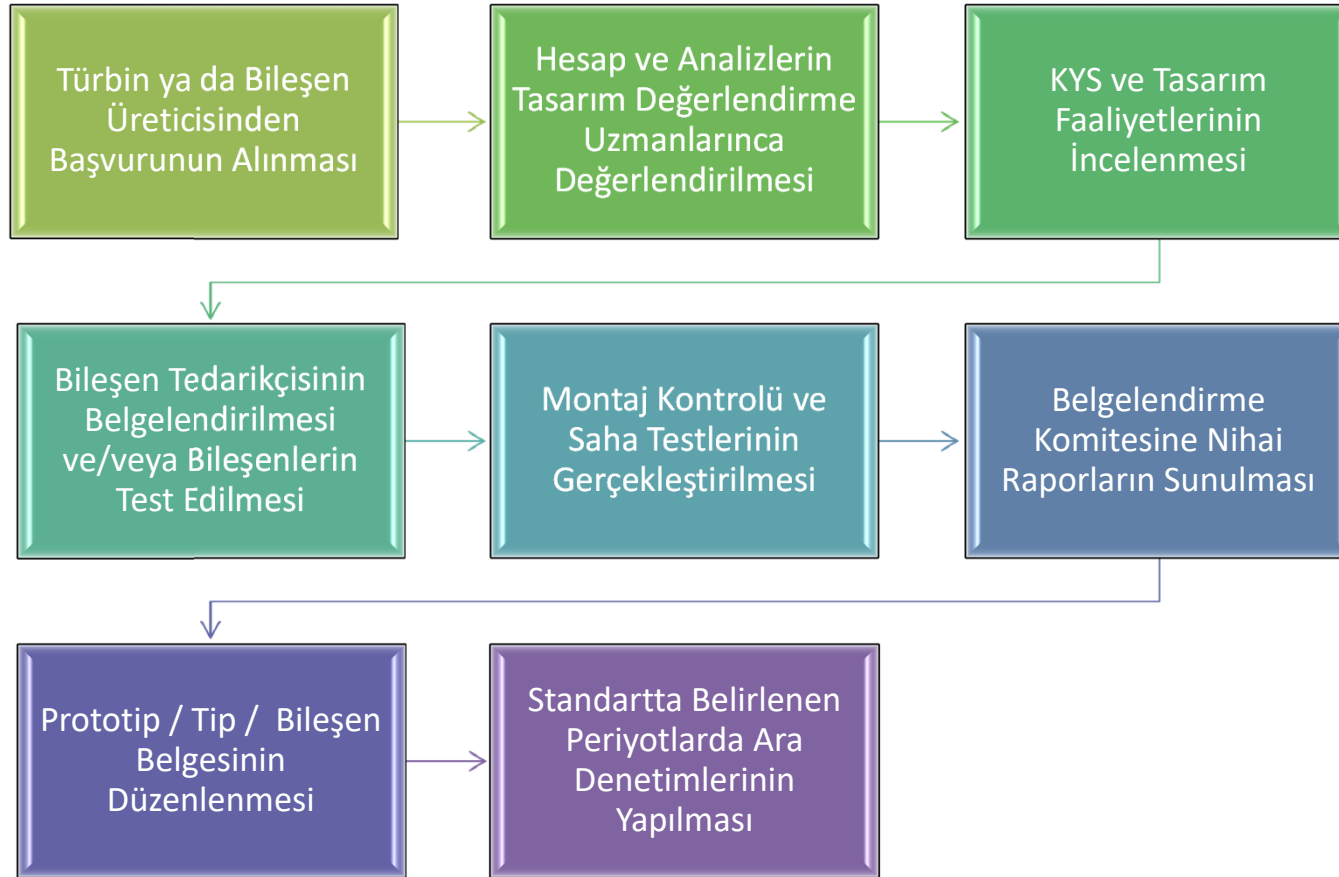 Türbin ya da Bileşen
Üreticisinden
Başvurunun Alınması
Hesap ve Analizlerin
Tasarım Değerlendirme
Uzmanlarınca
Değerlendirilmesi
KYS ve Tasarım
Faaliyetlerinin
İncelenmesi
Bileşen Tedarikçisinin
Belgelendirilmesi
ve/veya Bileşenlerin
Test Edilmesi
Montaj Kontrolü ve
Saha Testlerinin
Gerçekleştirilmesi
Belgelendirme
Komitesine Nihai
Raporların Sunulması
Prototip / Tip / Bileşen
Belgesinin
Düzenlenmesi
Standartta Belirlenen
Periyotlarda Ara
Denetimlerinin
Yapılması